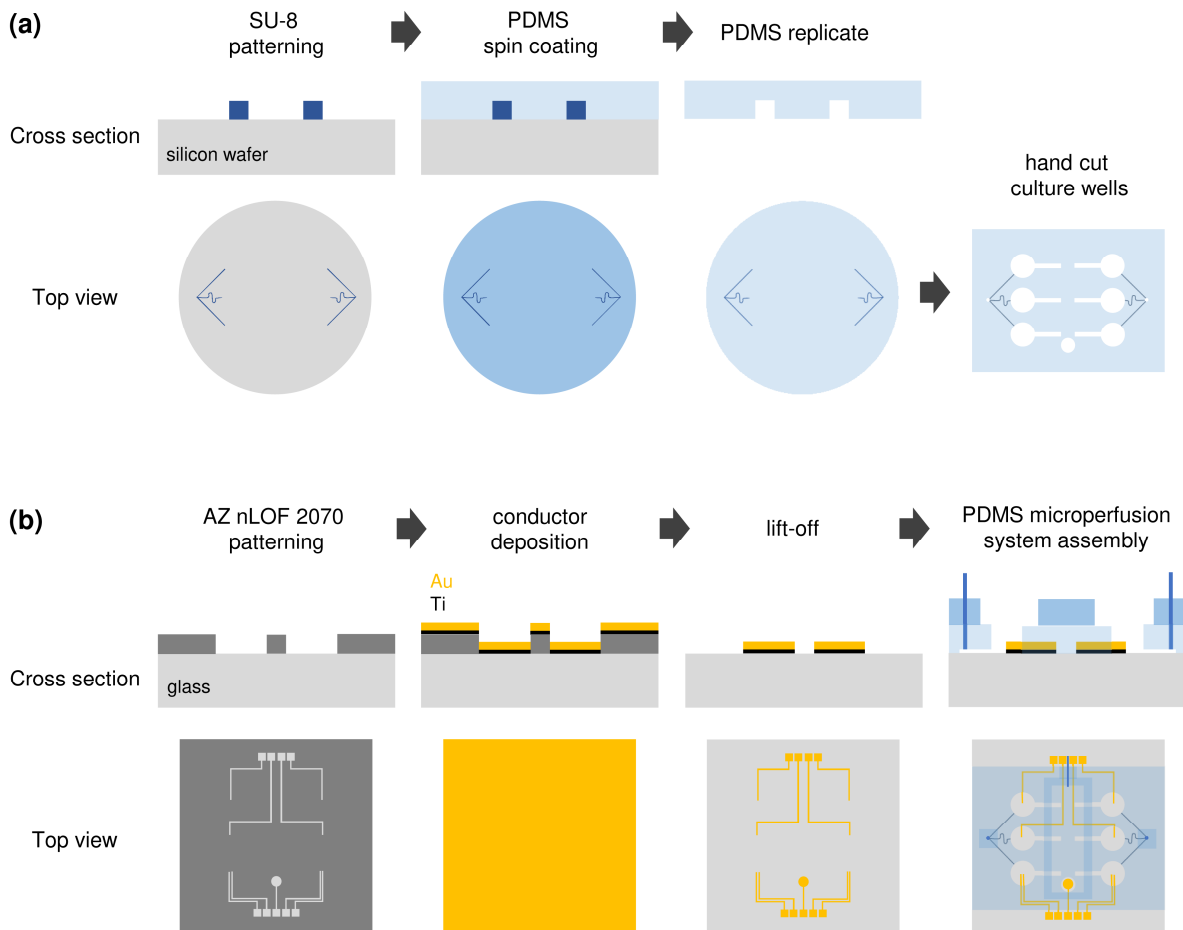 (a)
SU-8
patterning
PDMS
spin coating
PDMS replicate
Cross section
silicon wafer
hand cut
culture wells
Top view
(b)
AZ nLOF 2070
patterning
conductor
deposition
lift-off
PDMS microperfusion
system assembly
Au
Ti
Cross section
glass
Top view